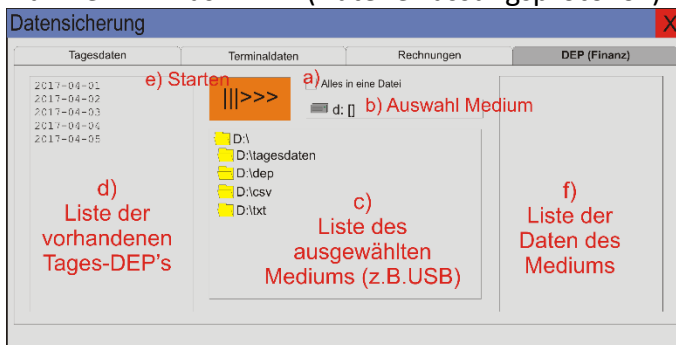 Datensicherung
X
Tagesdaten
Terminaldaten
Rechnungen
DEP (Finanz)
2017-04-01
2017-04-02
2017-04-03
2017-04-04
2017-04-05
e) Starten
|||>>>
a) Alles in eine Datei
d: [] b) Auswahl Medium
D:\
D:\tagesdaten
D:\dep
D:\csv
D:\txt
d)
Liste der
vorhandenen
Tages-DEP's
c)
Liste des
ausgewählten
Mediums (z.B.USB)
f)
Liste der
Daten des
Mediums